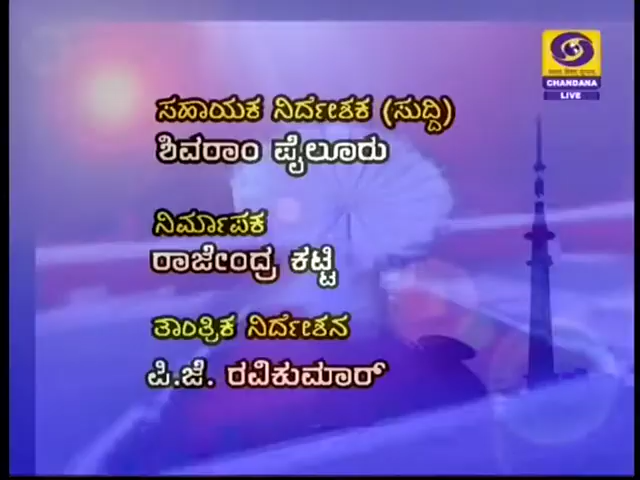 CHANDANA
LIVE
ಸಹಾಯಕ ನಿರ್ದೇಶಕ (ಸುದ್ದಿ)
ಶಿವರಾಂ ಪೈಲೂರು
ನಿರ್ಮಾಪಕ
ರಾಜೇಂದ್ರ ಕಟ್ಟಿ
ತಾಂತ್ರಿಕ ನಿರ್ದೇಶನ
ಪಿ.ಜೆ. ರವಿಕುಮಾರ್